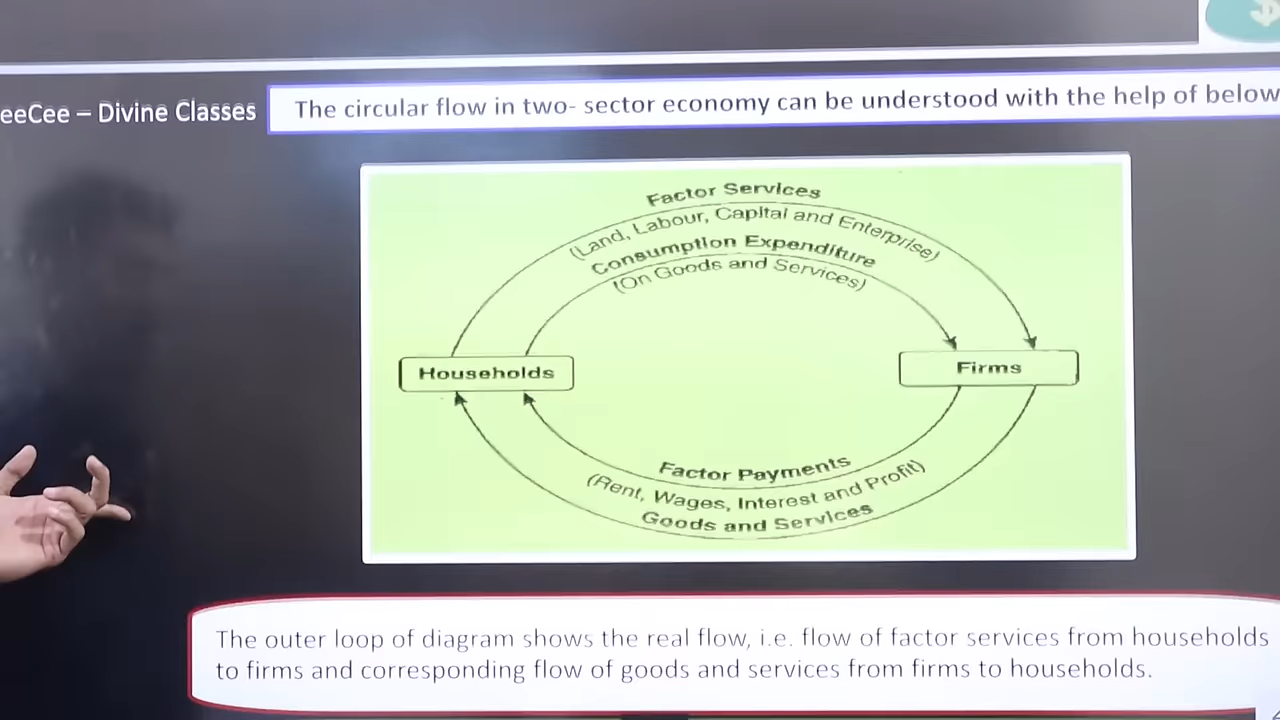 eeCee – Divine Classes
The circular flow in two- sector economy can be understood with the help of below
Factor Services
(Land, Labour, Capital and Enterprise)
Consumption Expenditure
(On Goods and Services)
Households
Firms
Factor Payments
(Rent, Wages, Interest and Profit)
Goods and Services
The outer loop of diagram shows the real flow, i.e. flow of factor services from households
to firms and corresponding flow of goods and services from firms to households.